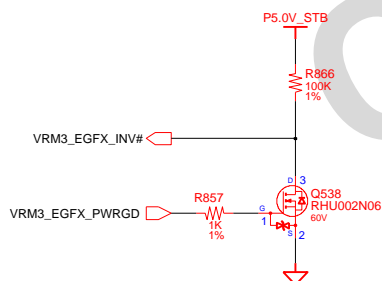 P5.0V_STB
R866
100K
1%
VRM3_EGFX_INV#
D 3
Q538
RHU002N06
60V
R857
VRM3_EGFX_PWRGD
G
1
1K
1%
S 2